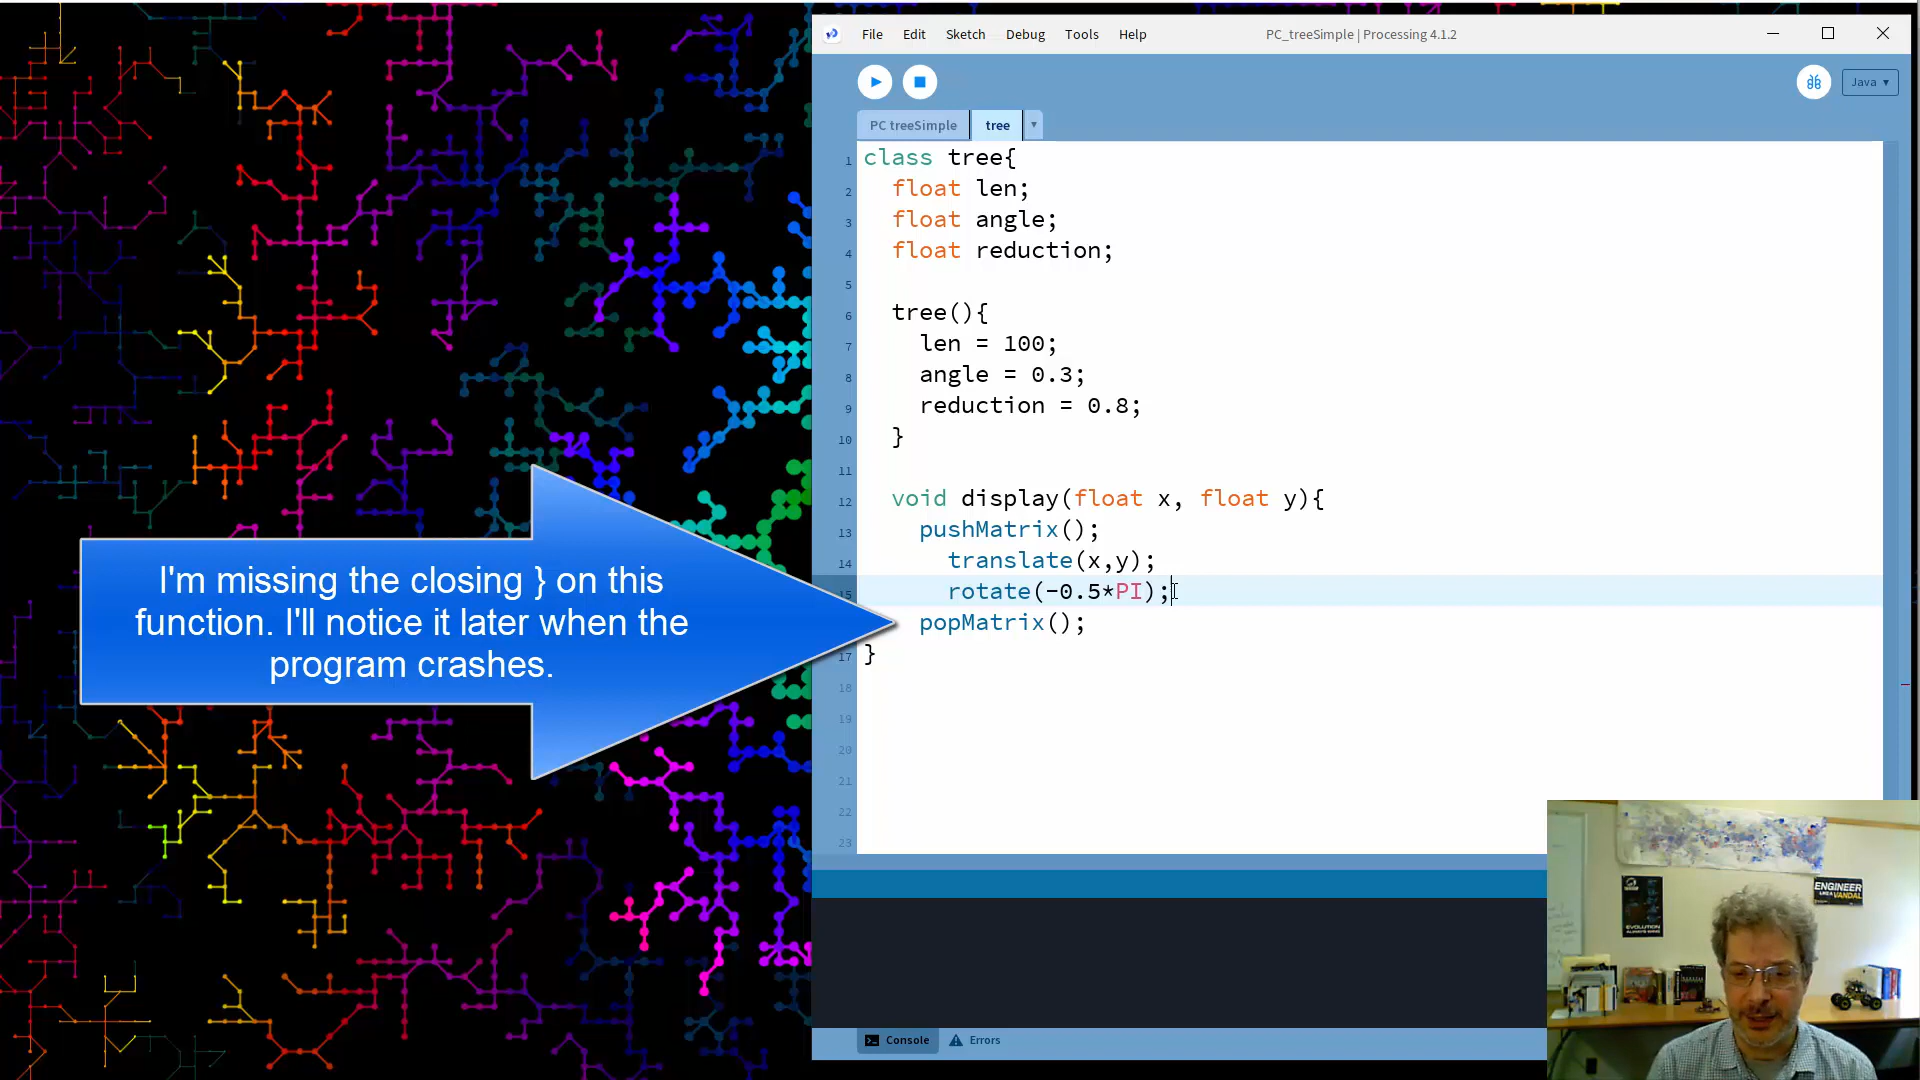 File Edit Sketch Debug Tools Help
PC_treeSimple | Processing 4.1.2
Java ▾
PC treeSimple
tree
▾
1 class tree{
2 float len;
3 float angle;
4 float reduction;
5
6 tree(){
7 len = 100;
8 angle = 0.3;
9 reduction = 0.8;
10 }
11
12 void display(float x, float y){
13 pushMatrix();
14 translate(x,y);
15 rotate(-0.5*PI);
popMatrix();
17 }
18
19
20
21
22
23
I'm missing the closing } on this
function. I'll notice it later when the
program crashes.
Console
Errors
ENGINEER
LIKE A
VANDAL
EVOLUTION